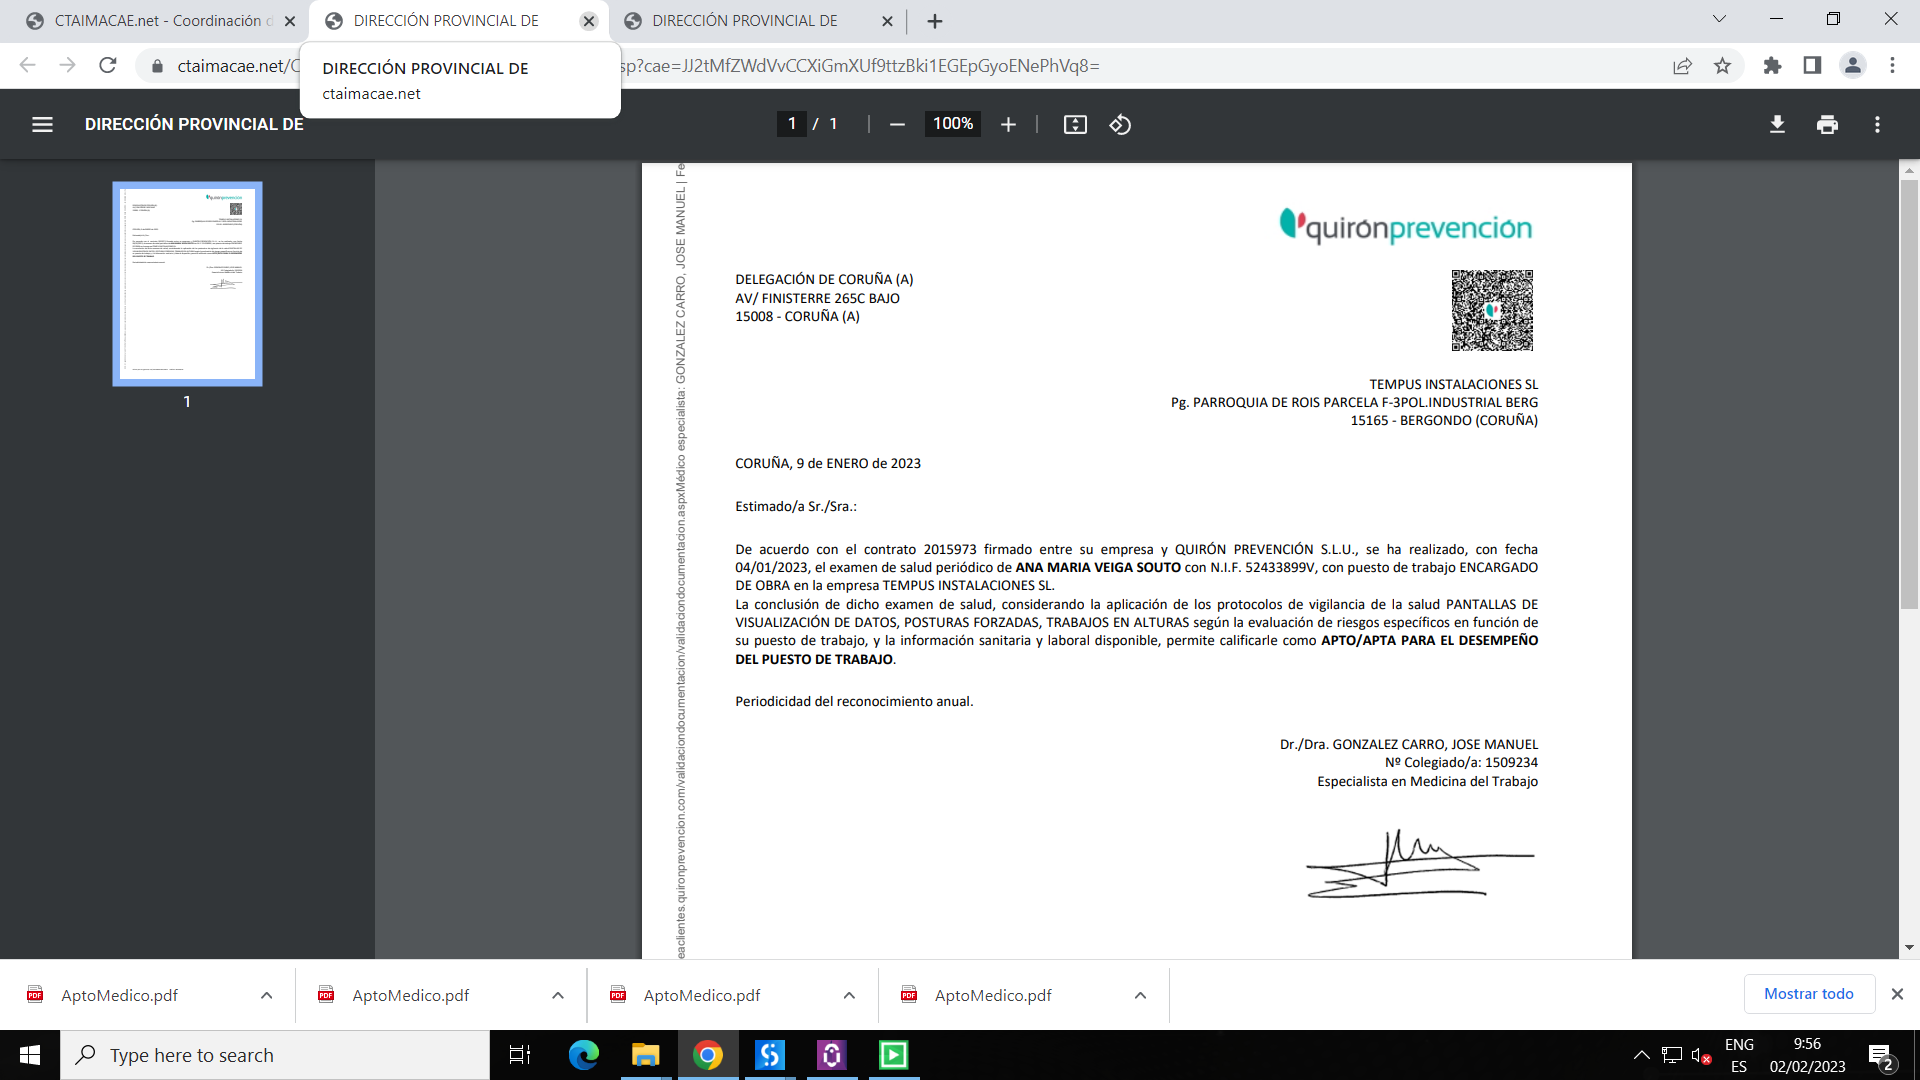 CTAIMACAE.net - Coordinación d
DIRECCIÓN PROVINCIAL DE
DIRECCIÓN PROVINCIAL DE
ctaimacae.net/C
sp?cae=JJ2tMfZWdVvCCXiGmXUf9ttzBki1EGEpGyoENePhVq8=
DIRECCIÓN PROVINCIAL DE
ctaimacae.net
DIRECCIÓN PROVINCIAL DE
1 / 1
100%
1
eaclientes.quironprevencion.com/validaciondocumentacion/validaciondocumentacion.aspxMédico especialista: GONZALEZ CARRO, JOSE MANUEL | Fe
quirónprevención
DELEGACIÓN DE CORUÑA (A)
AV/ FINISTERRE 265C BAJO
15008 - CORUÑA (A)
TEMPUS INSTALACIONES SL
Pg. PARROQUIA DE ROIS PARCELA F-3POL.INDUSTRIAL BERG
15165 - BERGONDO (CORUÑA)
CORUÑA, 9 de ENERO de 2023
Estimado/a Sr./Sra.:
De acuerdo con el contrato 2015973 firmado entre su empresa y QUIRÓN PREVENCIÓN S.L.U., se ha realizado, con fecha
04/01/2023, el examen de salud periódico de ANA MARIA VEIGA SOUTO con N.I.F. 52433899V, con puesto de trabajo ENCARGADO
DE OBRA en la empresa TEMPUS INSTALACIONES SL.
La conclusión de dicho examen de salud, considerando la aplicación de los protocolos de vigilancia de la salud PANTALLAS DE
VISUALIZACIÓN DE DATOS, POSTURAS FORZADAS, TRABAJOS EN ALTURAS según la evaluación de riesgos específicos en función de
su puesto de trabajo, y la información sanitaria y laboral disponible, permite calificarle como APTO/APTA PARA EL DESEMPEÑO
DEL PUESTO DE TRABAJO.
Periodicidad del reconocimiento anual.
Dr./Dra. GONZALEZ CARRO, JOSE MANUEL
Nº Colegiado/a: 1509234
Especialista en Medicina del Trabajo
AptoMedico.pdf
AptoMedico.pdf
AptoMedico.pdf
AptoMedico.pdf
Mostrar todo
Type here to search
ENG
ES
9:56
02/02/2023
2